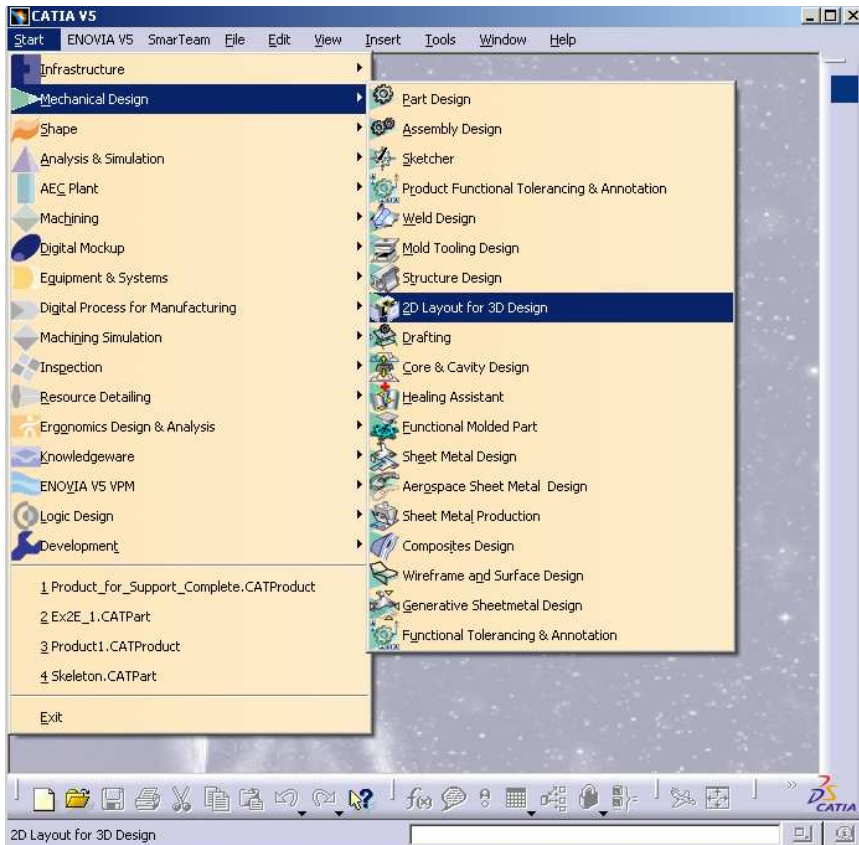 CATIA V5
Start ENOVIA V5 SmarTeam File Edit View Insert Tools Window Help
Infrastructure
Mechanical Design
Shape
Analysis & Simulation
AEC Plant
Machining
Digital Mockup
Equipment & Systems
Digital Process for Manufacturing
Machining Simulation
Inspection
Resource Detailing
Ergonomics Design & Analysis
Knowledgeware
ENOVIA V5 VPM
Logic Design
Development
1 Product_for_Support_Complete.CATProduct
2 Ex2E_1.CATPart
3 Product1.CATProduct
4 Skeleton.CATPart
Exit
Part Design
Assembly Design
Sketcher
Product Functional Tolerancing & Annotation
Weld Design
Mold Tooling Design
Structure Design
2D Layout for 3D Design
Drafting
Core & Cavity Design
Healing Assistant
Functional Molded Part
Sheet Metal Design
Aerospace Sheet Metal Design
Sheet Metal Production
Composites Design
Wireframe and Surface Design
Generative Sheetmetal Design
Functional Tolerancing & Annotation
f(x)
CATIA
2D Layout for 3D Design